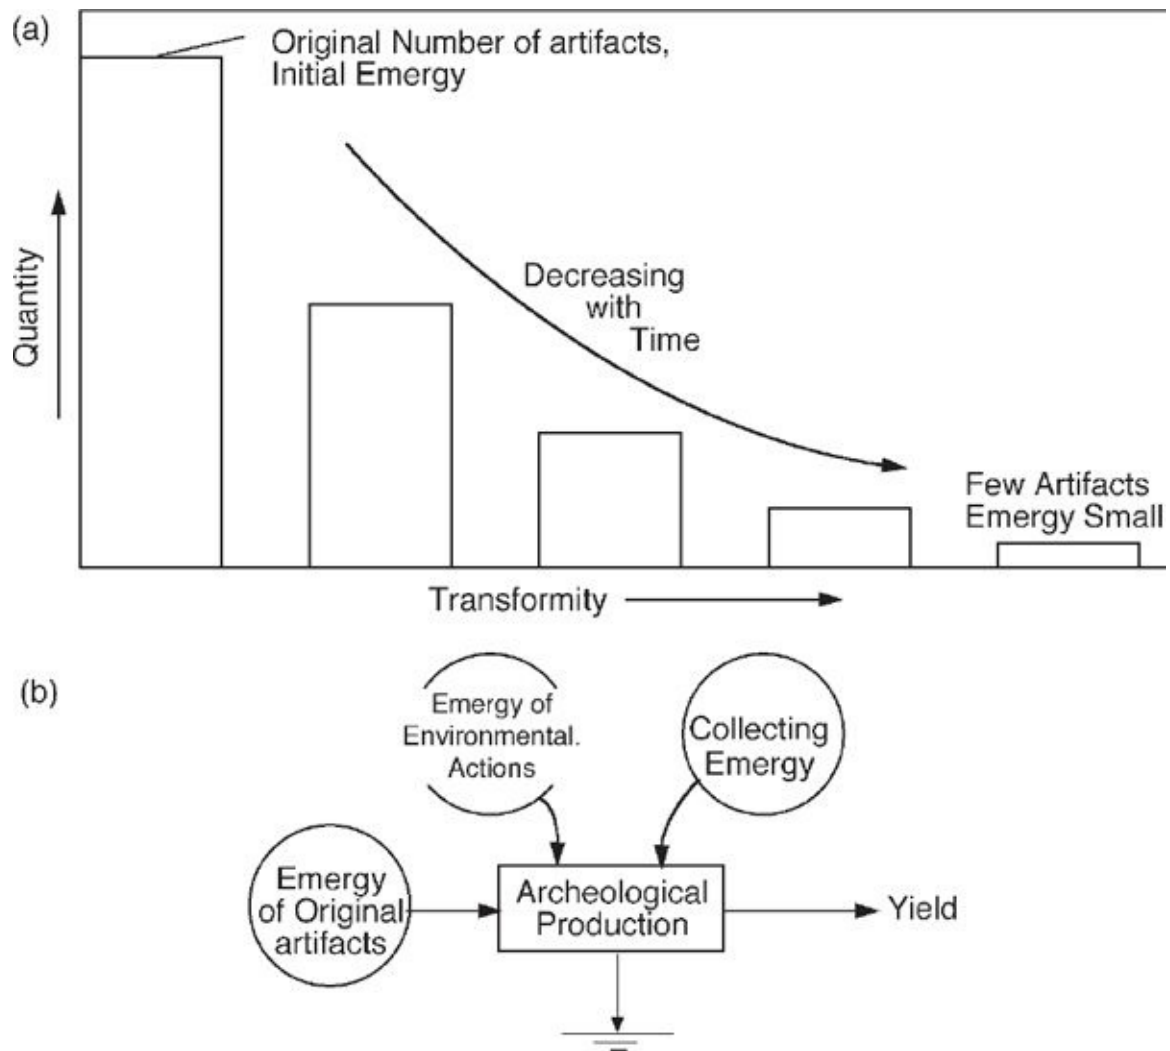 (a)
Original Number of artifacts,
Initial Emergy
Quantity
Decreasing
with
Time
Few Artifacts
Emergy Small
Transformity
(b)
Emergy of
Environmental.
Actions
Collecting
Emergy
Emergy
of Original
artifacts
Archeological
Production
Yield